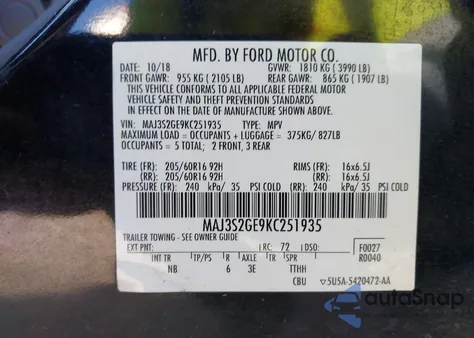 MFD. BY FORD MOTOR CO.
DATE: 10/18 GVWR: 1810 KG ( 3990 LB)
FRONT GAWR: 955 KG ( 2105 LB) REAR GAWR: 865 KG ( 1907 LB)
THIS VEHICLE CONFORMS TO ALL APPLICABLE FEDERAL MOTOR
VEHICLE SAFETY AND THEFT PREVENTION STANDARDS IN
EFFECT ON THE DATE OF MANUFACTURE SHOWN ABOVE.
VIN: MAJ3S2GE9KC251935 TYPE: MPV
MAXIMUM LOAD = OCCUPANTS + LUGGAGE = 375KG/ 827LB
OCCUPANTS = 5 TOTAL; 2 FRONT, 3 REAR
TIRE (FR): 205/60R16 92H RIMS (FR): 16x6.5J
TIRE (RR): 205/60R16 92H RIMS (RR): 16x6.5J
PRESSURE (FR): 240 kPa/ 35 PSI COLD (RR): 240 kPa/ 35 PSI COLD
MAJ3S2GE9KC251935
TRAILER TOWING - SEE OWNER GUIDE
EXT PNT: RC: 72 DSO: F0027
R0040
INT TR TP/PS R AXLE TR
NB 6 3E TTHH
CBU 5U5A-5420472-AA
autoSnap